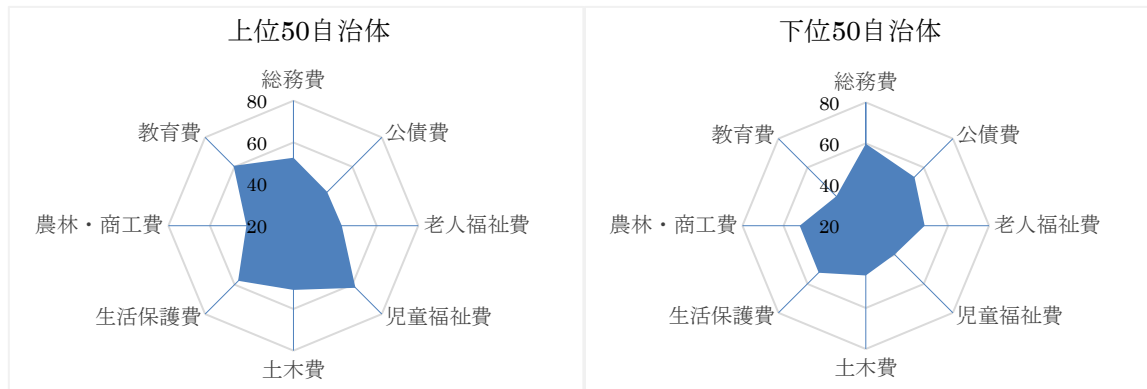 上位50自治体
総務費
80
公債費
教育費
60
40
農林・商工費
20
老人福祉費
生活保護費
児童福祉費
土木費
下位50自治体
総務費
80
公債費
教育費
60
40
農林・商工費
20
老人福祉費
生活保護費
児童福祉費
土木費